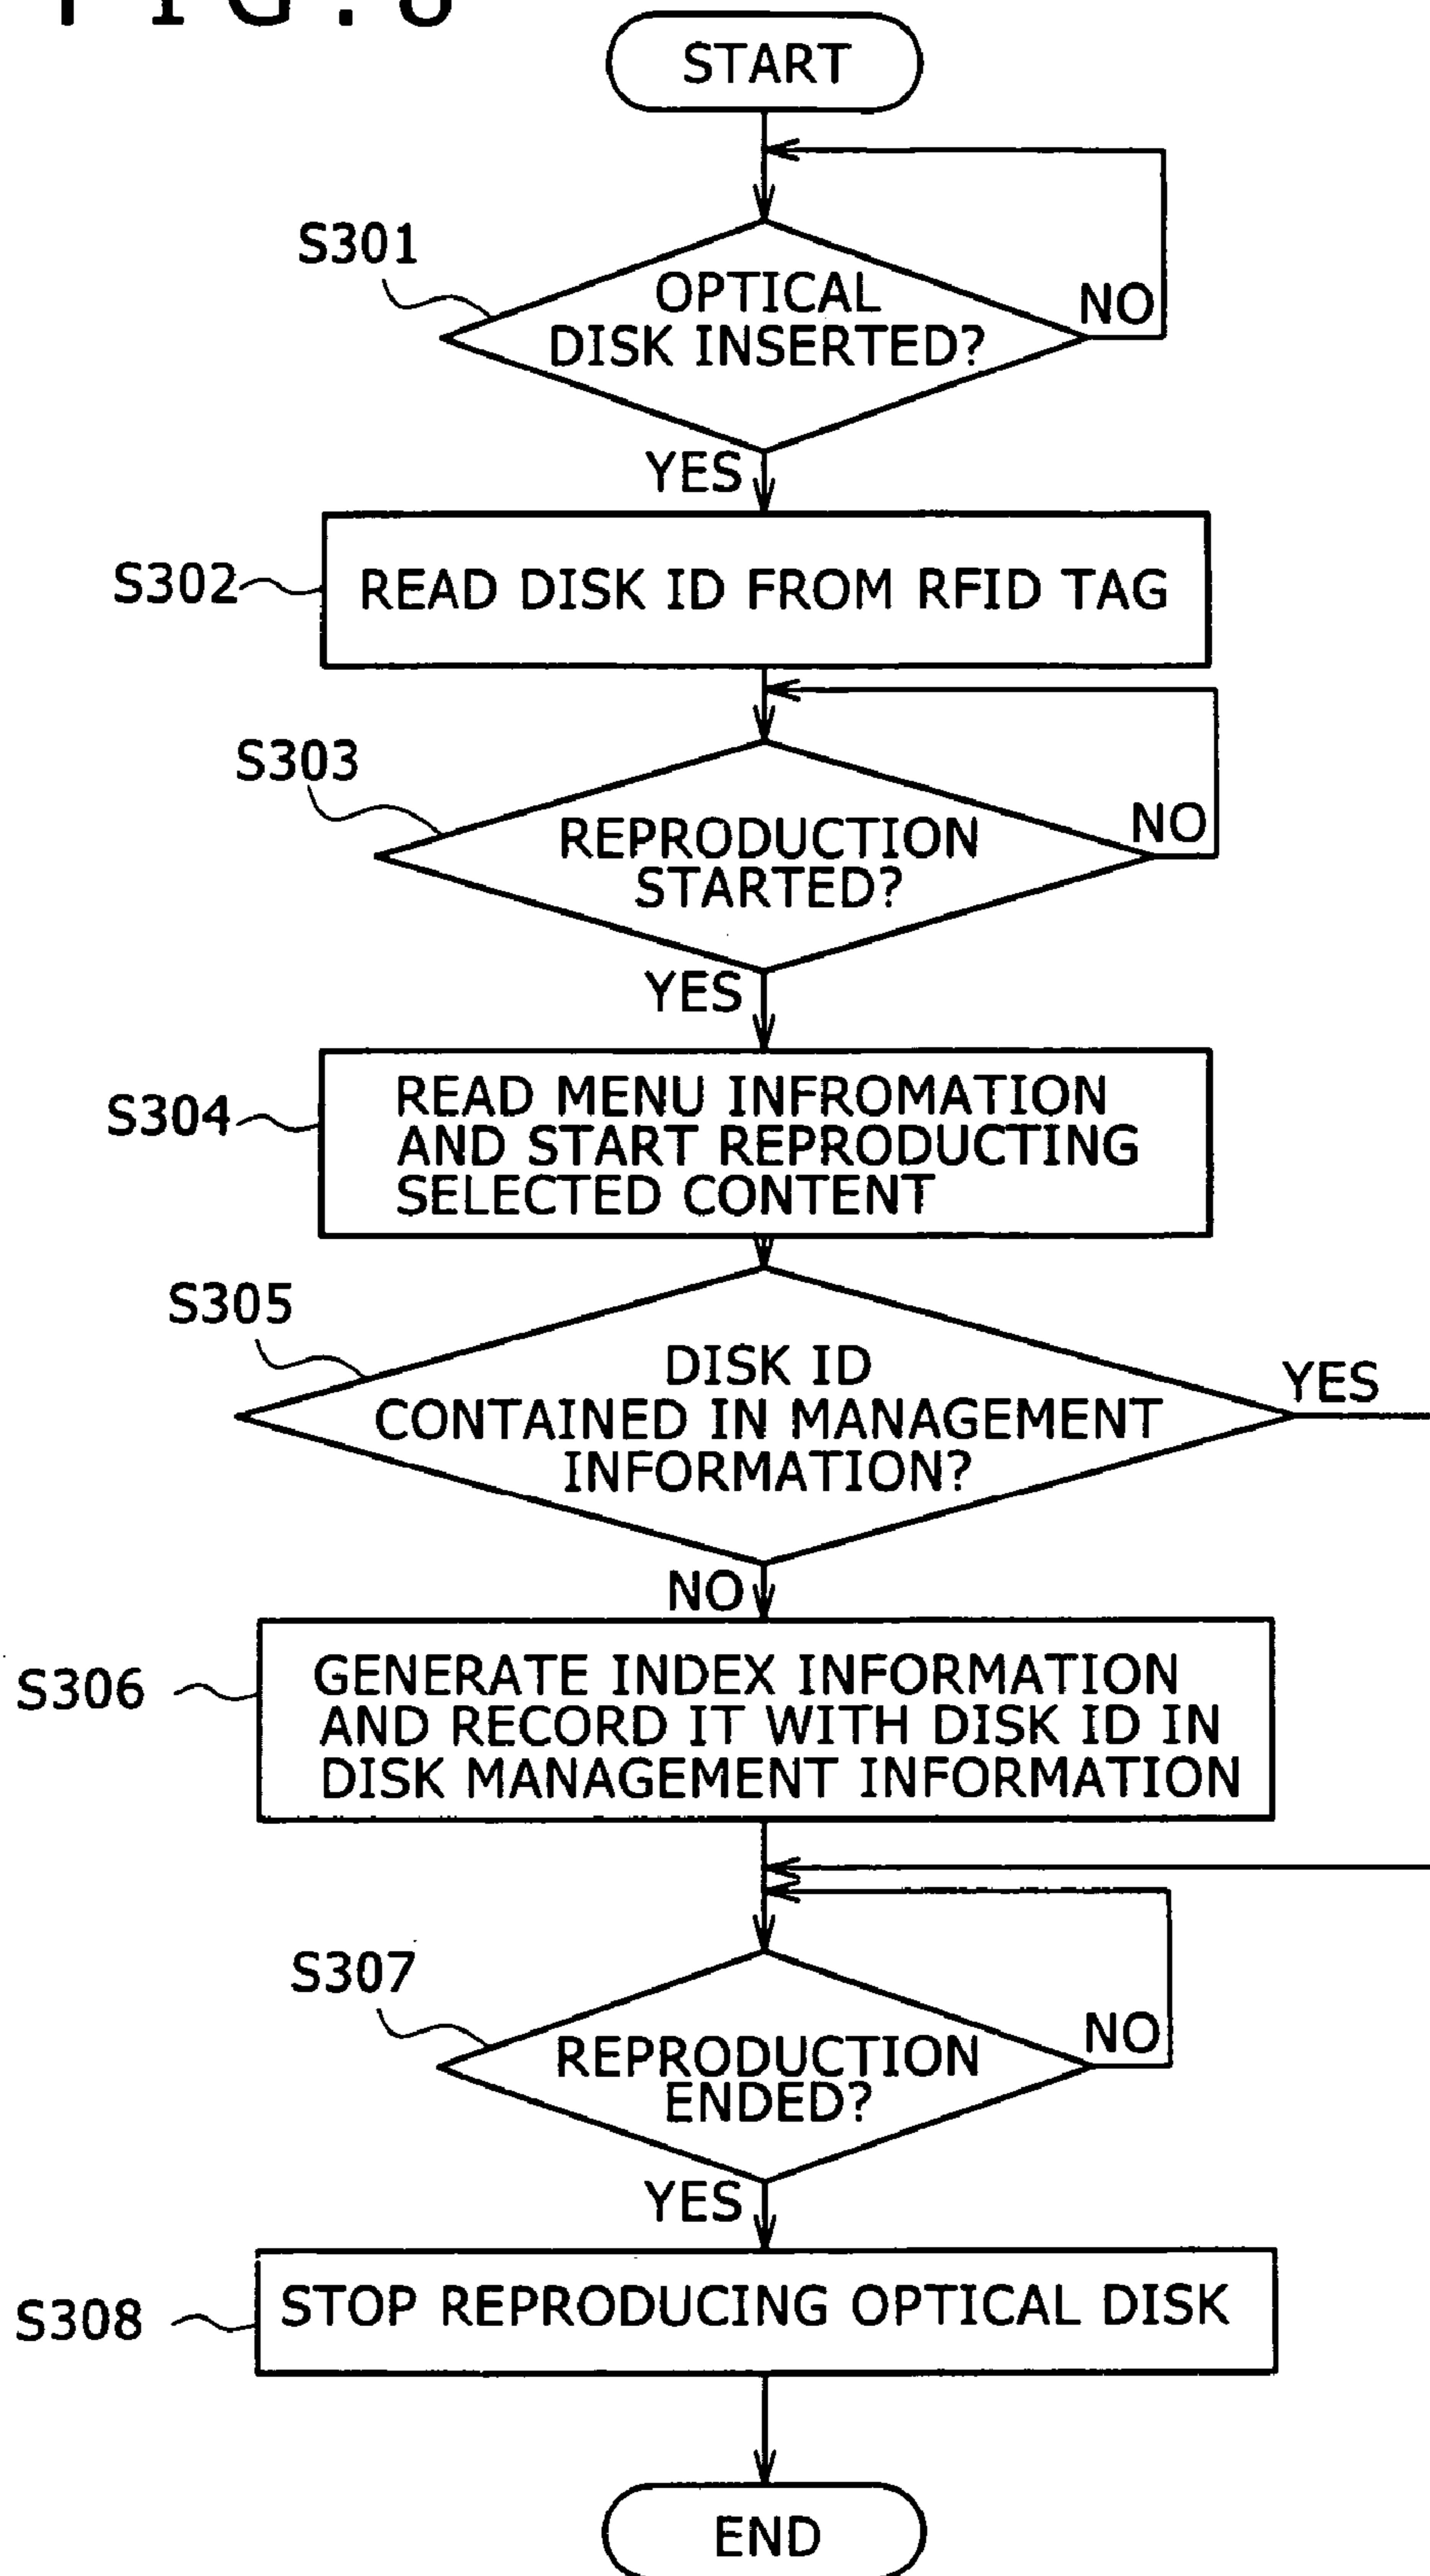 START
S301
OPTICAL
DISK INSERTED?
NO
YES
S302
READ DISK ID FROM RFID TAG
S303
REPRODUCTION
STARTED?
NO
YES
S304
READ MENU INFROMATION
AND START REPRODUCTING
SELECTED CONTENT
S305
DISK ID
CONTAINED IN MANAGEMENT
INFORMATION?
YES
NO
S306
GENERATE INDEX INFORMATION
AND RECORD IT WITH DISK ID IN
DISK MANAGEMENT INFORMATION
S307
REPRODUCTION
ENDED?
NO
YES
S308
STOP REPRODUCING OPTICAL DISK
END